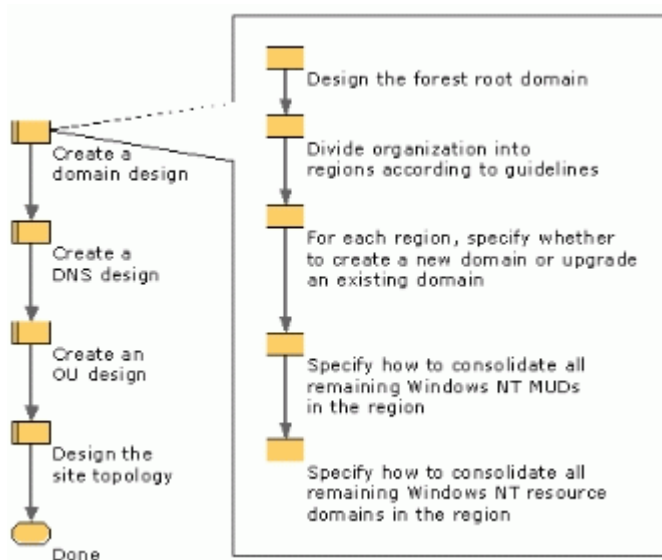 Create a
domain design
Create a
DNS design
Create an
OU design
Design the
site topology
Done
Design the forest root domain
Divide organization into
regions according to guidelines
For each region, specify whether
to create a new domain or upgrade
an existing domain
Specify how to consolidate all
remaining Windows NT MUDs
in the region
Specify how to consolidate all
remaining Windows NT resource
domains in the region